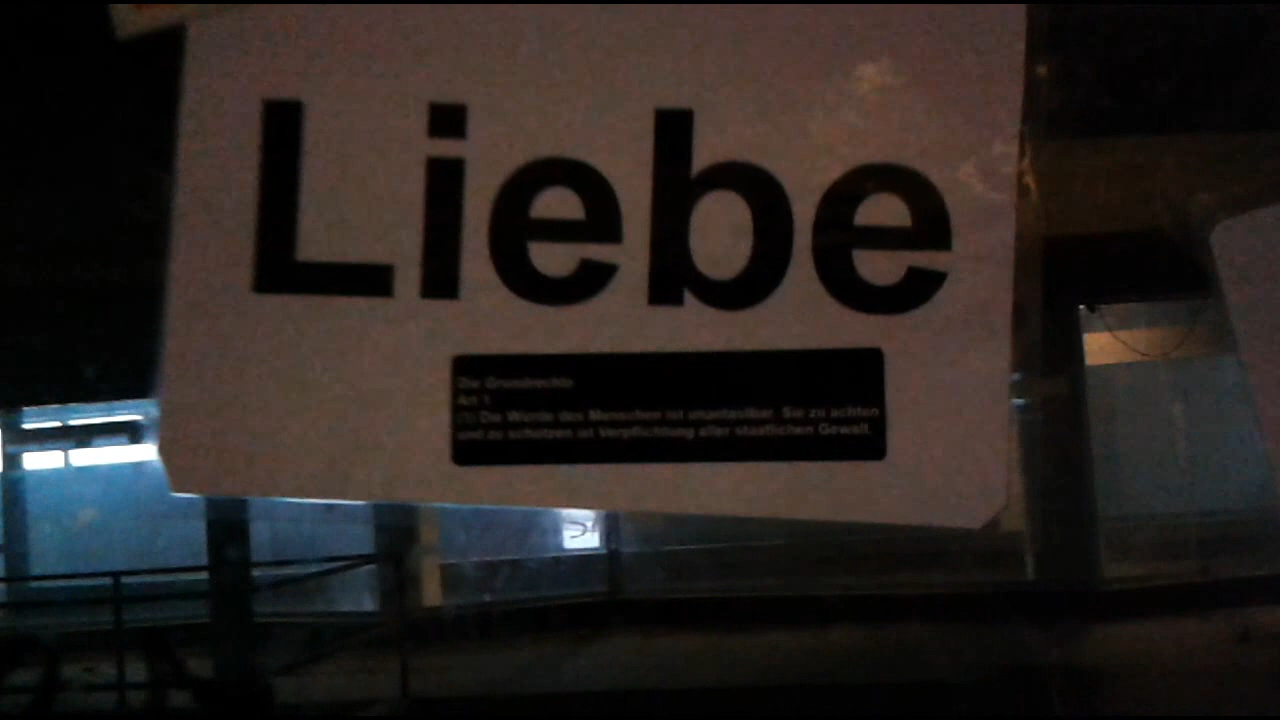 Liebe
Die Grundrechte
Art 1
(1) Die Würde des Menschen ist unantastbar. Sie zu achten
und zu schützen ist Verpflichtung aller staatlichen Gewalt.